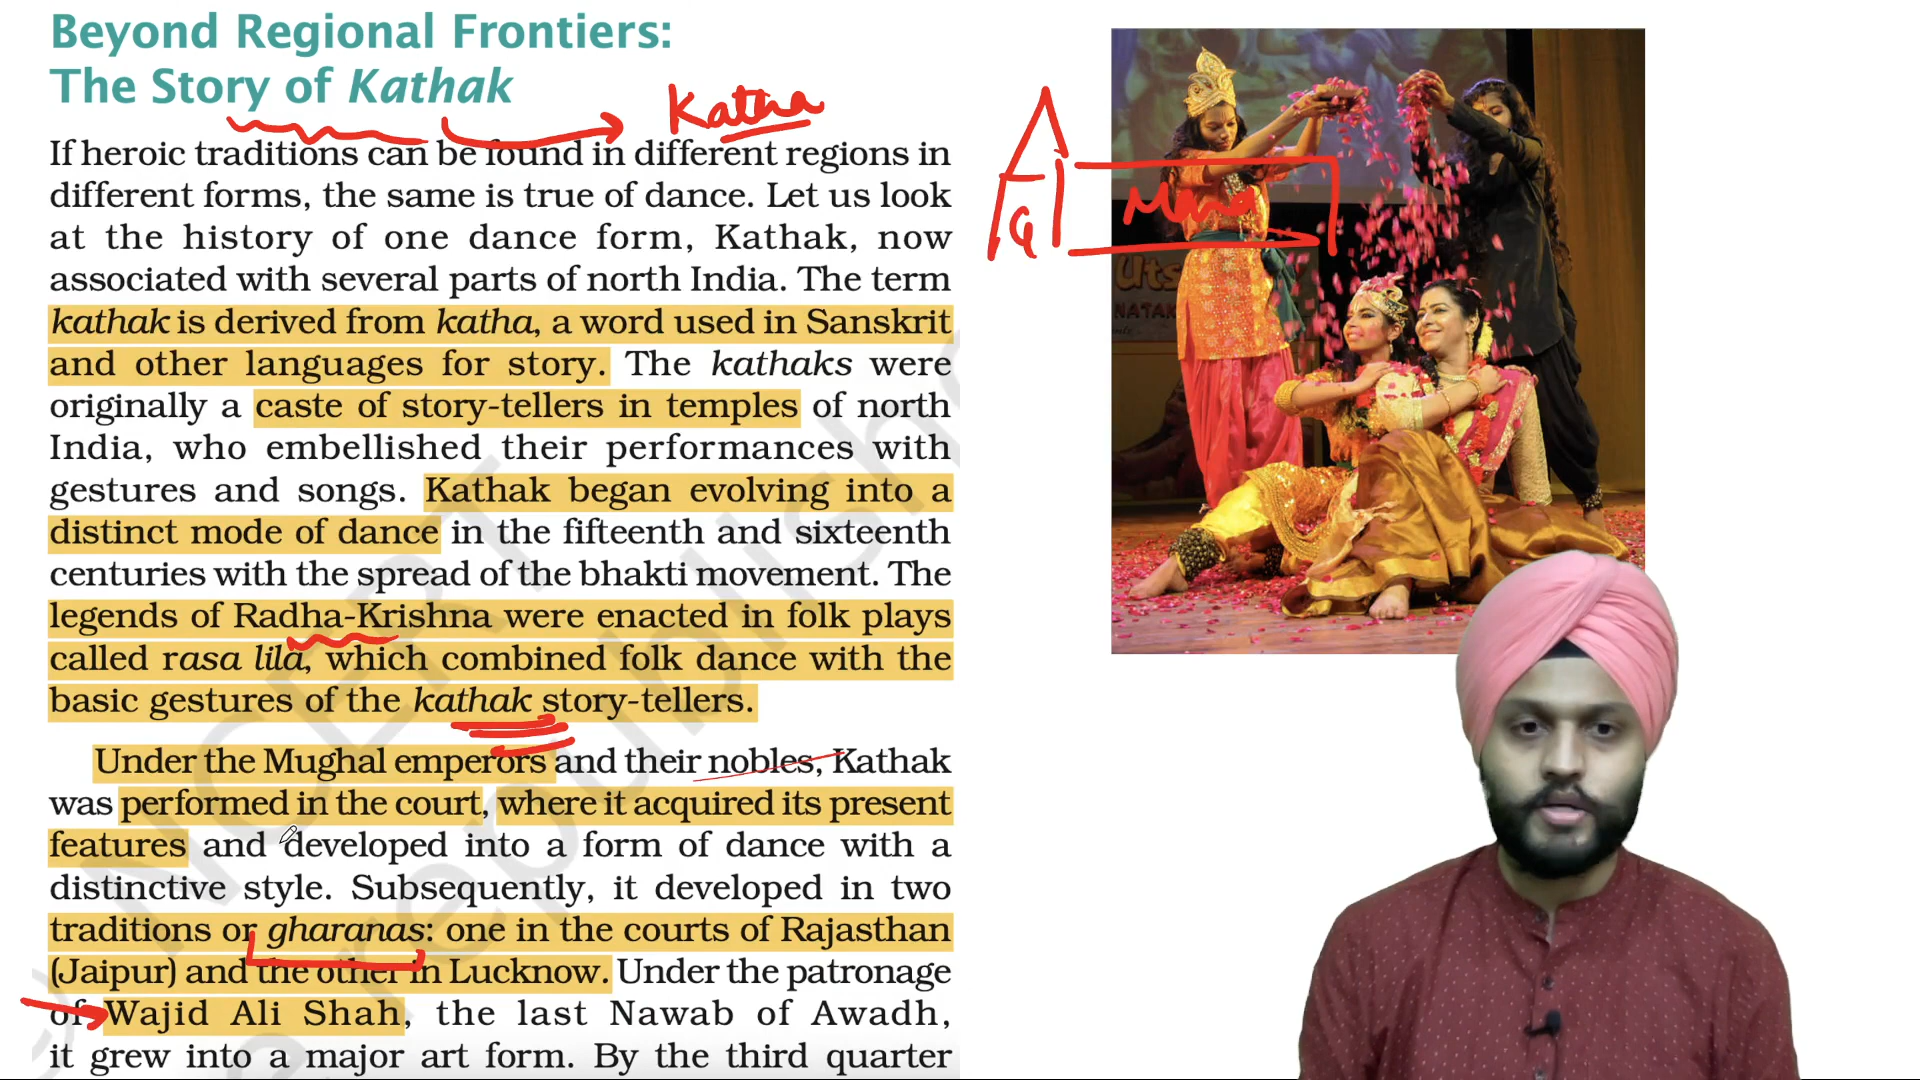 Beyond Regional Frontiers:
The Story of Kathak
Katha
If heroic traditions can be found in different regions in
different forms, the same is true of dance. Let us look
at the history of one dance form, Kathak, now
associated with several parts of north India. The term
kathak is derived from katha, a word used in Sanskrit
and other languages for story. The kathaks were
originally a caste of story-tellers in temples of north
India, who embellished their performances with
gestures and songs. Kathak began evolving into a
distinct mode of dance in the fifteenth and sixteenth
centuries with the spread of the bhakti movement. The
legends of Radha-Krishna were enacted in folk plays
called rasa lila, which combined folk dance with the
basic gestures of the kathak story-tellers.
Under the Mughal emperors and their nobles, Kathak
was performed in the court, where it acquired its present
features and developed into a form of dance with a
distinctive style. Subsequently, it developed in two
traditions or gharanas: one in the courts of Rajasthan
(Jaipur) and the other in Lucknow. Under the patronage
of Wajid Ali Shah, the last Nawab of Awadh,
it grew into a major art form. By the third quarter
Uts
NATAK